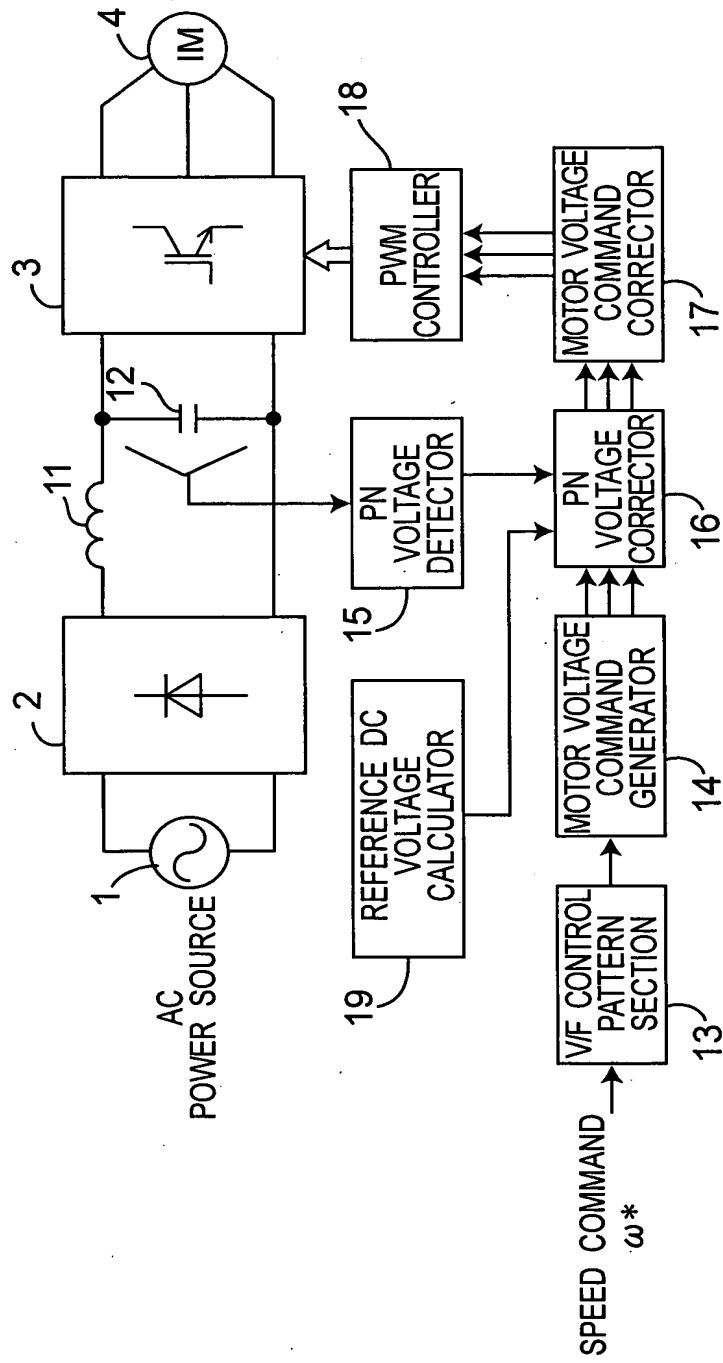 1
AC
POWER SOURCE
2
11
12
3
4
IM
REFERENCE DC
VOLTAGE
CALCULATOR
19
PN
VOLTAGE
DETECTOR
15
PWM
CONTROLLER
18
SPEED COMMAND
ω*
V/F CONTROL
PATTERN
SECTION
13
MOTOR VOLTAGE
COMMAND
GENERATOR
14
PN
VOLTAGE
CORRECTOR
16
MOTOR VOLTAGE
COMMAND
CORRECTOR
17